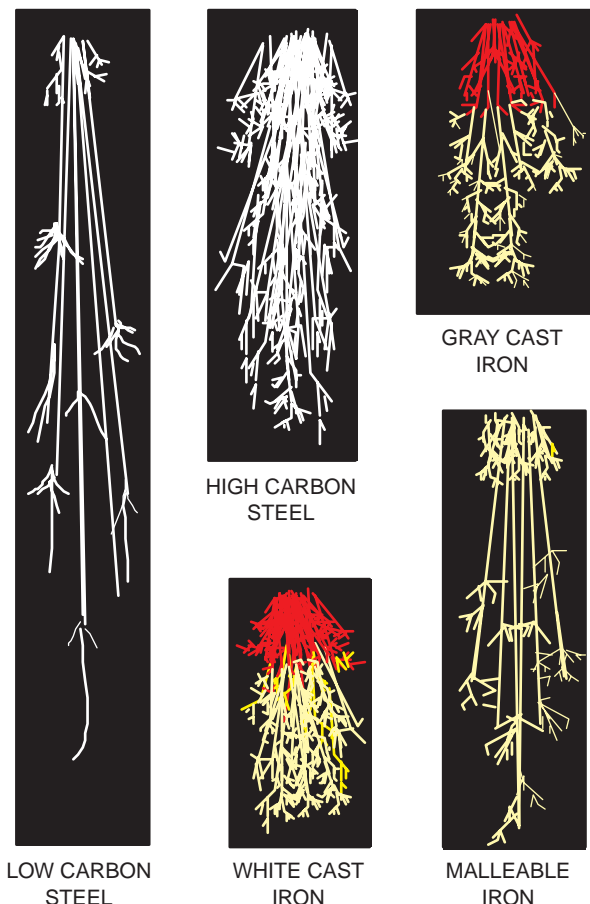 GRAY CAST
IRON
HIGH CARBON
STEEL
LOW CARBON
STEEL
WHITE CAST
IRON
MALLEABLE
IRON